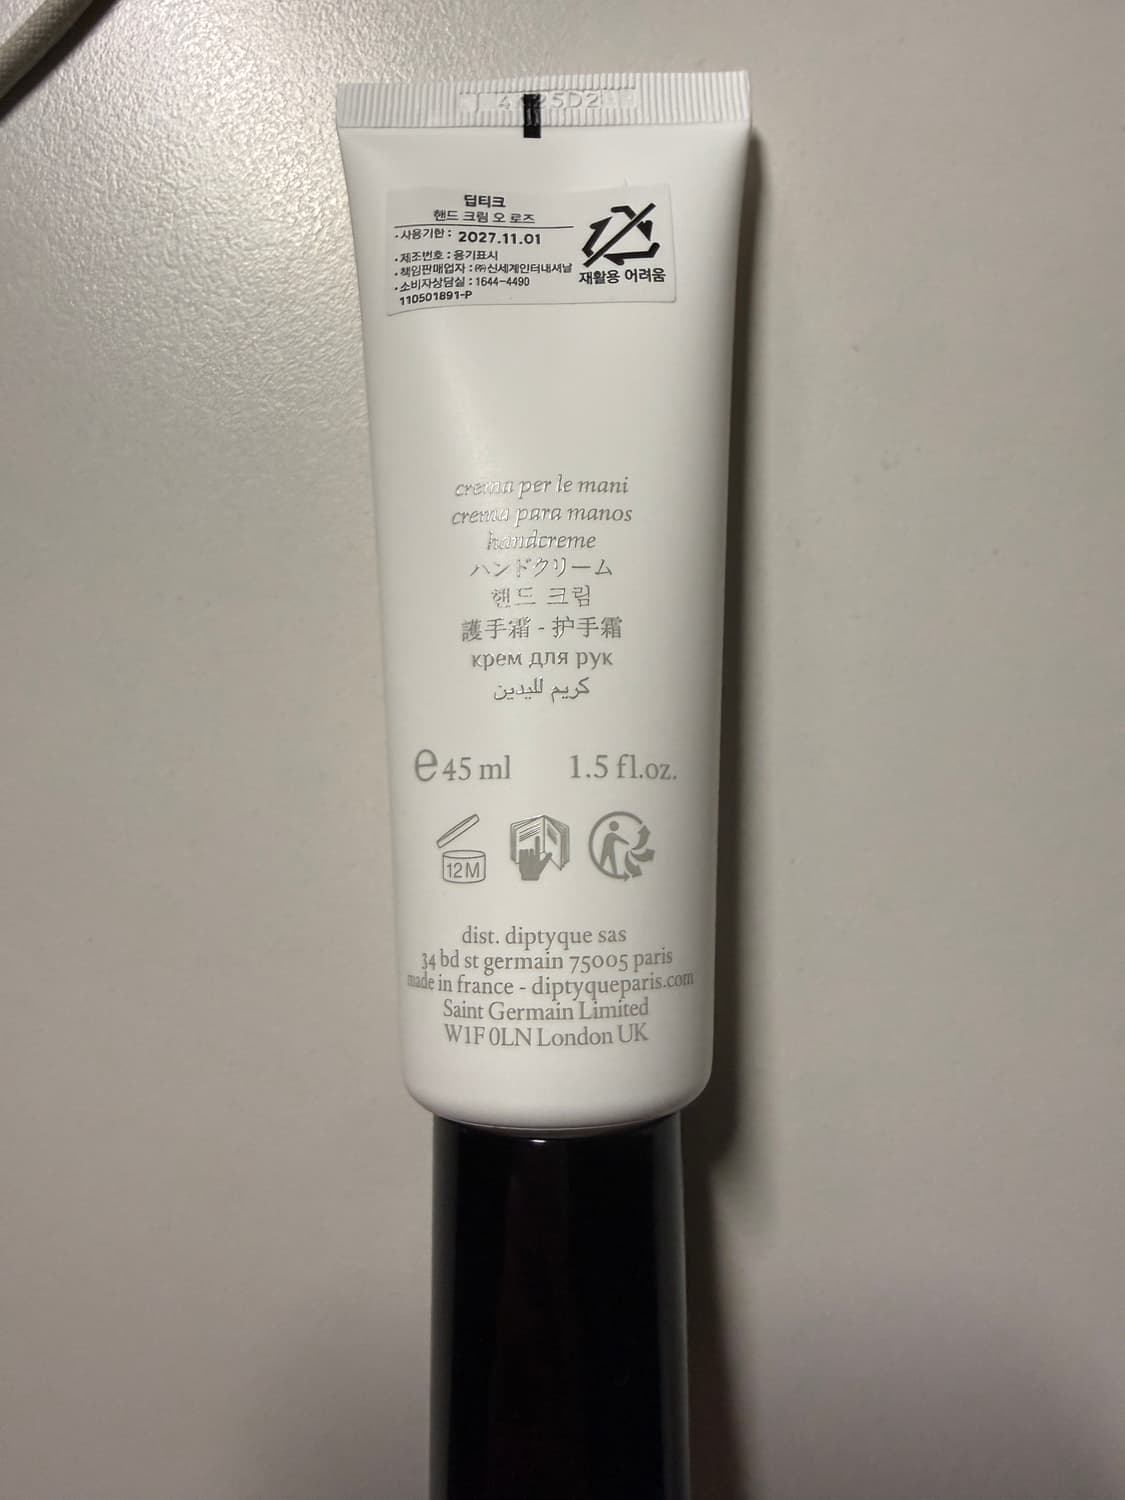 딥티크
핸드 크림 오 로즈
· 사용기한 : 2027.11.01
· 제조번호 : 용기표시
· 책임판매업자 : ㈜신세계인터내셔날
· 소비자상담실 : 1644-4490
110501891-P
재활용 어려움
crema per le mani
crema para manos
handcreme
ハンドクリーム
핸드 크림
護手霜 - 护手霜
крем для рук
كريم لليدين
e 45 ml 1.5 fl.oz.
12M
dist. diptyque sas
34 bd st germain 75005 paris
made in france - diptyqueparis.com
Saint Germain Limited
W1F 0LN London UK